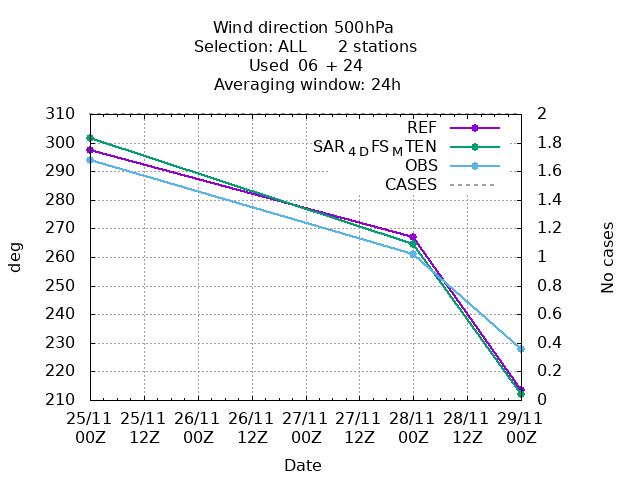 Wind direction 500hPa
Selection: ALL 2 stations
Used 06 + 24
Averaging window: 24h
310
300
290
280
270
260
250
240
230
220
210
deg
2
1.8
1.6
1.4
1.2
1
0.8
0.6
0.4
0.2
0
No cases
REF
SAR4DFSMTEN
OBS
CASES
25/11 25/11 26/11 26/11 27/11 27/11 28/11 28/11 29/11
00Z 12Z 00Z 12Z 00Z 12Z 00Z 12Z 00Z
Date